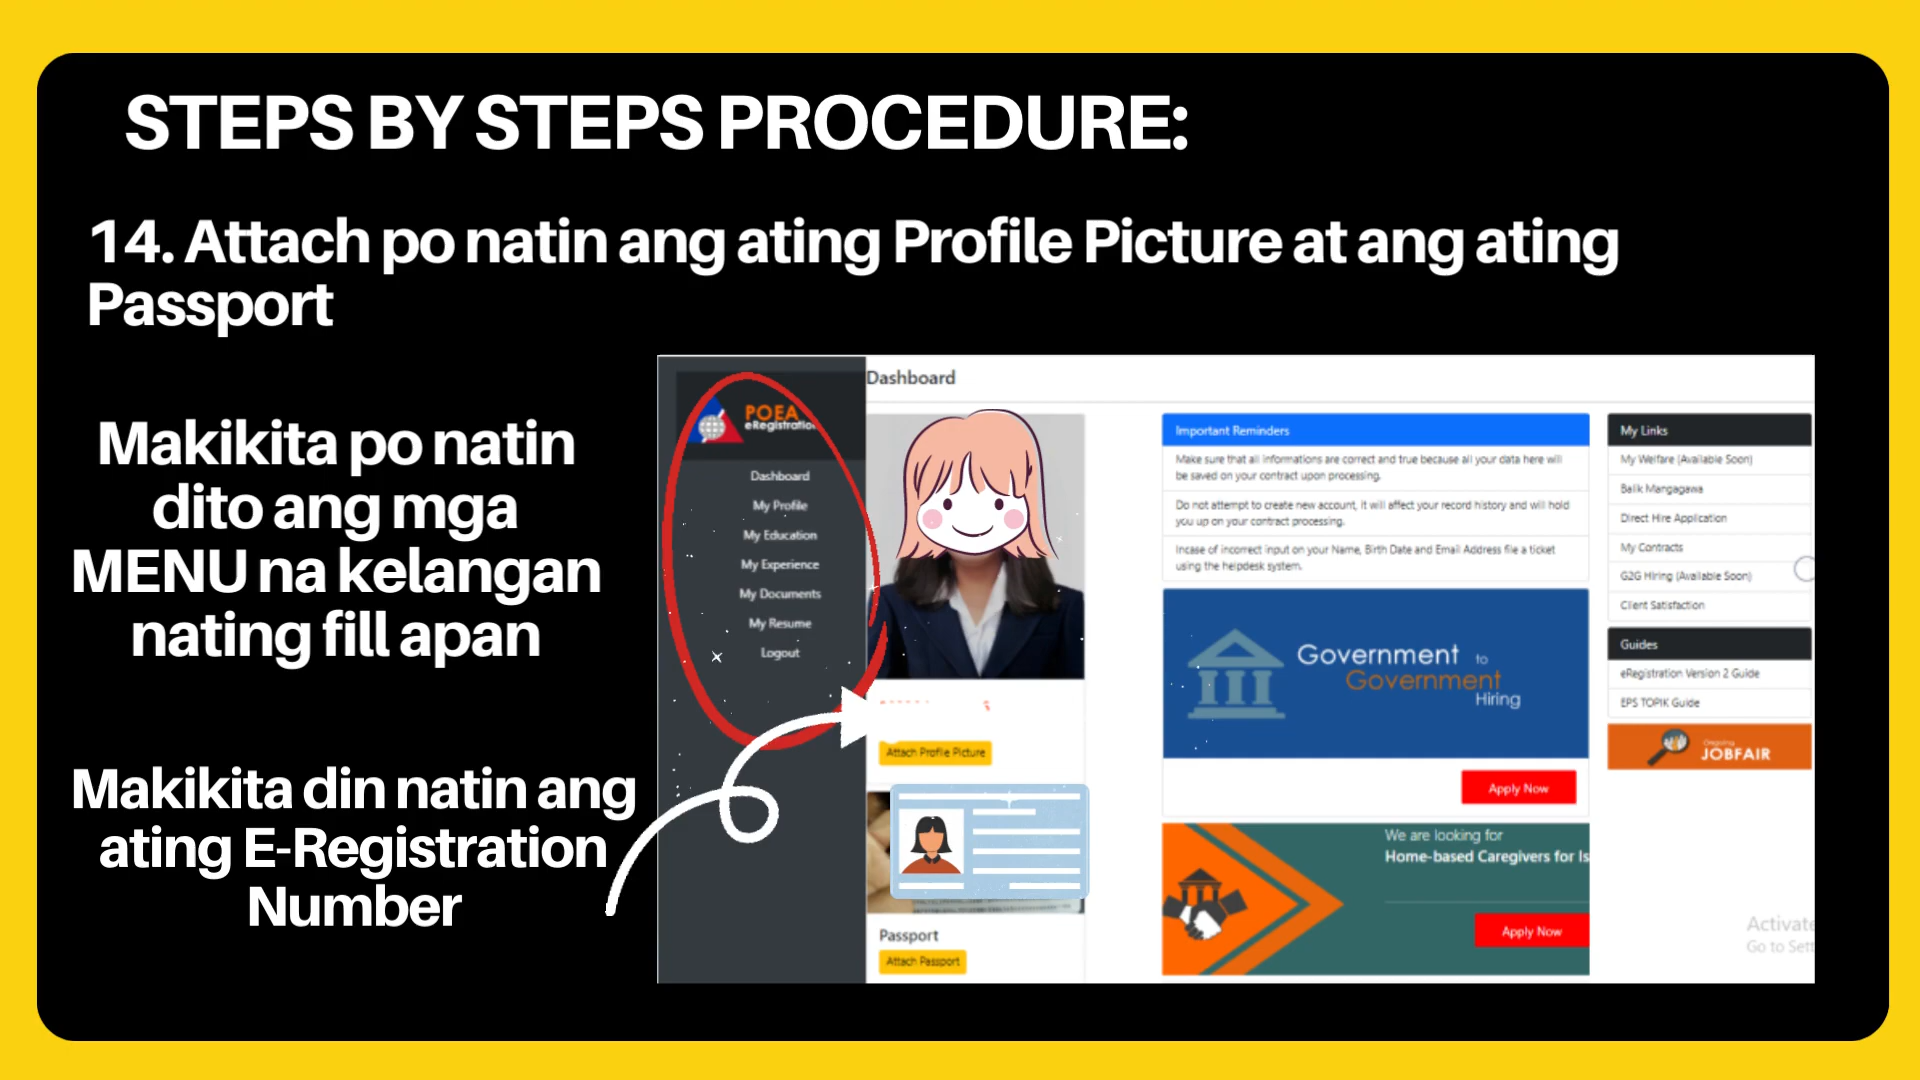 STEPS BY STEPS PROCEDURE:
14. Attach po natin ang ating Profile Picture at ang ating
Passport
Makikita po natin
dito ang mga
MENU na kelangan
nating fill apan
Makikita din natin ang
ating E-Registration
Number
POEA
eRegistration
Dashboard
My Profile
My Education
My Experience
My Documents
My Resume
Logout
Dashboard
Attach Profile Picture
Passport
Attach Passport
Important Reminders
Make sure that all informations are correct and true because all your data here will
be saved on your contract upon processing.
Do not attempt to create new account, it will affect your record history and will hold
you up on your contract processing.
Incase of incorrect input on your Name, Birth Date and Email Address file a ticket
using the helpdesk system.
Government to
Government
Hiring
Apply Now
We are looking for
Home-based Caregivers for Is
Apply Now
My Links
My Welfare (Available Soon)
Balik Mangagawa
Direct Hire Application
My Contracts
G2G Hiring (Available Soon)
Client Satisfaction
Guides
eRegistration Version 2 Guide
EPS TOPIK Guide
Ongoing
JOBFAIR
Activate
Go to Sett